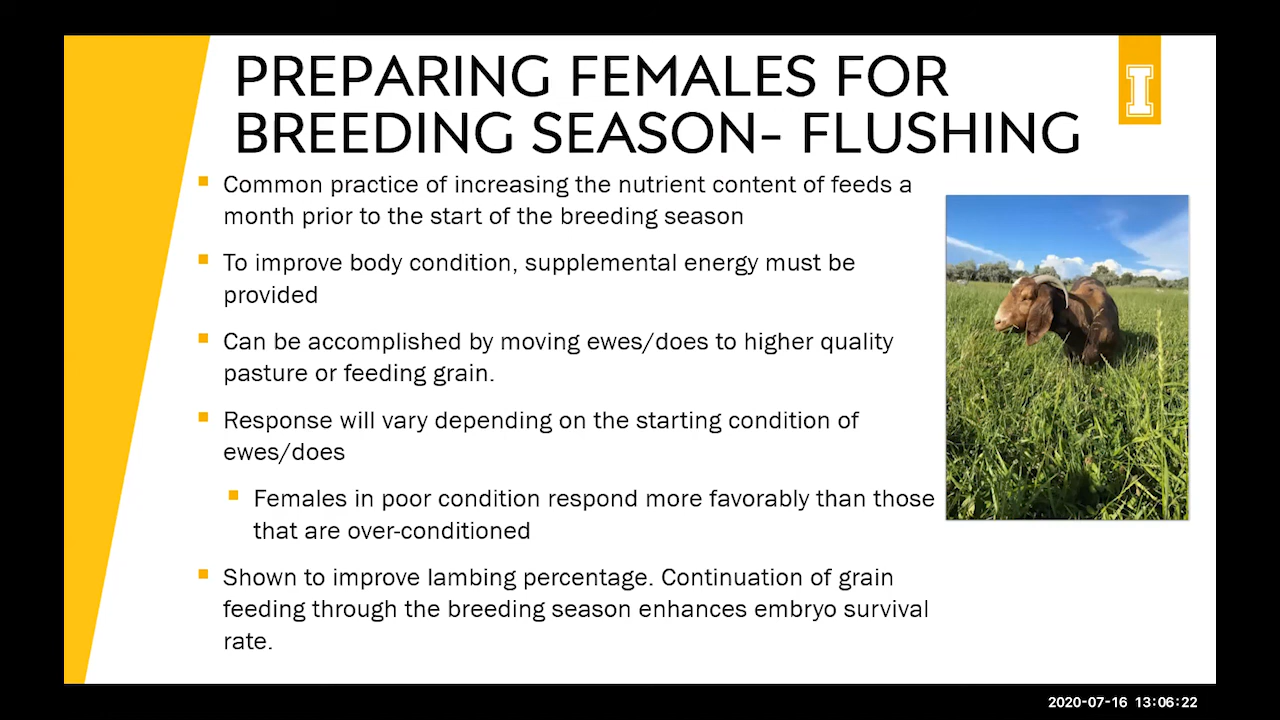 PREPARING FEMALES FOR
BREEDING SEASON- FLUSHING
I
Common practice of increasing the nutrient content of feeds a
month prior to the start of the breeding season
To improve body condition, supplemental energy must be
provided
Can be accomplished by moving ewes/does to higher quality
pasture or feeding grain.
Response will vary depending on the starting condition of
ewes/does
Females in poor condition respond more favorably than those
that are over-conditioned
Shown to improve lambing percentage. Continuation of grain
feeding through the breeding season enhances embryo survival
rate.
2020-07-16 13:06:22